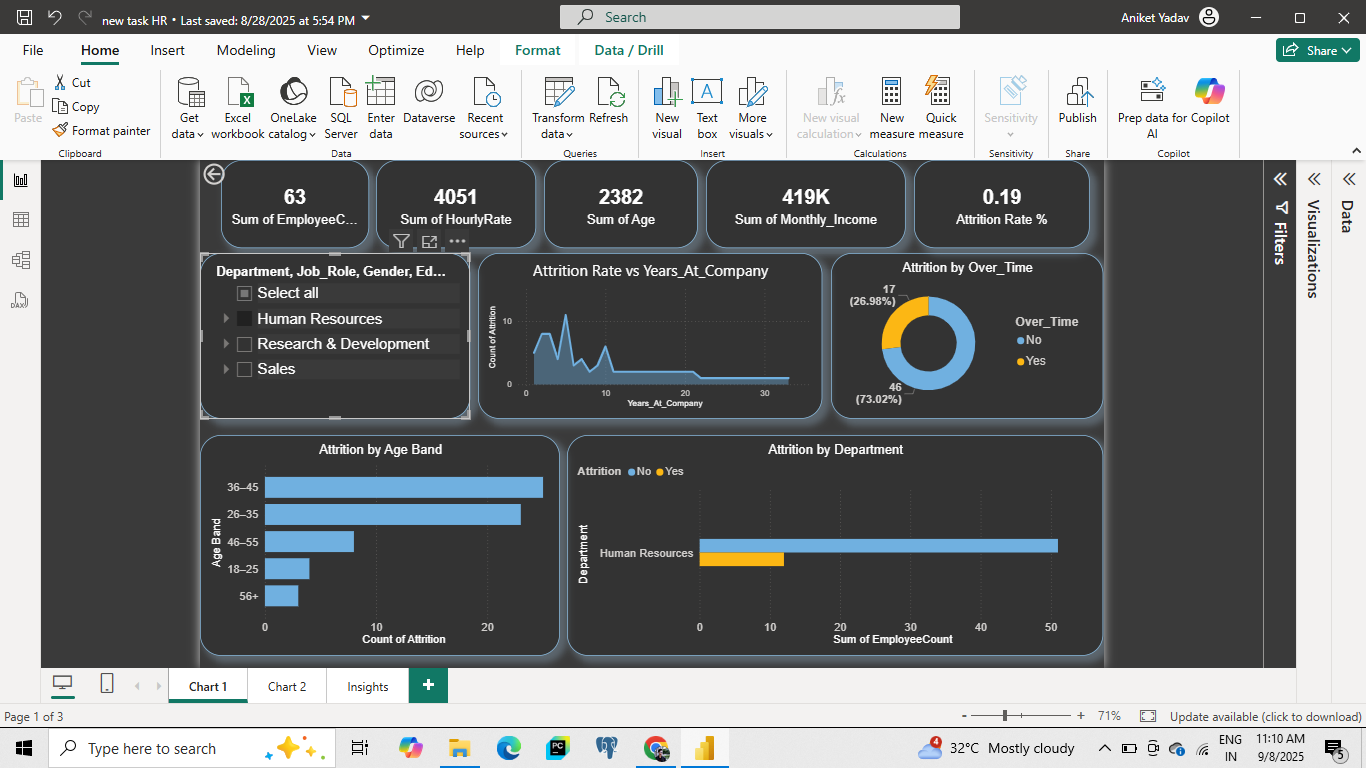 new task HR • Last saved: 8/28/2025 at 5:54 PM
Search
Aniket Yadav
File Home Insert Modeling View Optimize Help Format Data / Drill Share
Paste
Cut
Copy
Format painter
Clipboard
Get data
Excel workbook
OneLake catalog
SQL Server
Enter data
Dataverse
Recent sources
Data
Transform data
Refresh
Queries
New visual
Text box
More visuals
Insert
New visual calculation
New measure
Quick measure
Calculations
Sensitivity
Sensitivity
Publish
Share
Prep data for AI
Copilot
Copilot
63
Sum of EmployeeC...
4051
Sum of HourlyRate
2382
Sum of Age
419K
Sum of Monthly_Income
0.19
Attrition Rate %
Filters
Visualizations
Data
Department, Job_Role, Gender, Ed...
Select all
Human Resources
Research & Development
Sales
Attrition Rate vs Years_At_Company
Count of Attrition
10
0
0 10 20 30
Years_At_Company
Attrition by Over_Time
17
(26.98%)
46
(73.02%)
Over_Time
No
Yes
Attrition by Age Band
Age Band
36–45
26–35
46–55
18–25
56+
0 10 20
Count of Attrition
Attrition by Department
Attrition No Yes
Department
Human Resources
0 10 20 30 40 50
Sum of EmployeeCount
Chart 1 Chart 2 Insights +
Page 1 of 3
- + 71% Update available (click to download)
Type here to search
PC
4
32°C Mostly cloudy
ENG
IN
11:10 AM
9/8/2025
5
DAX